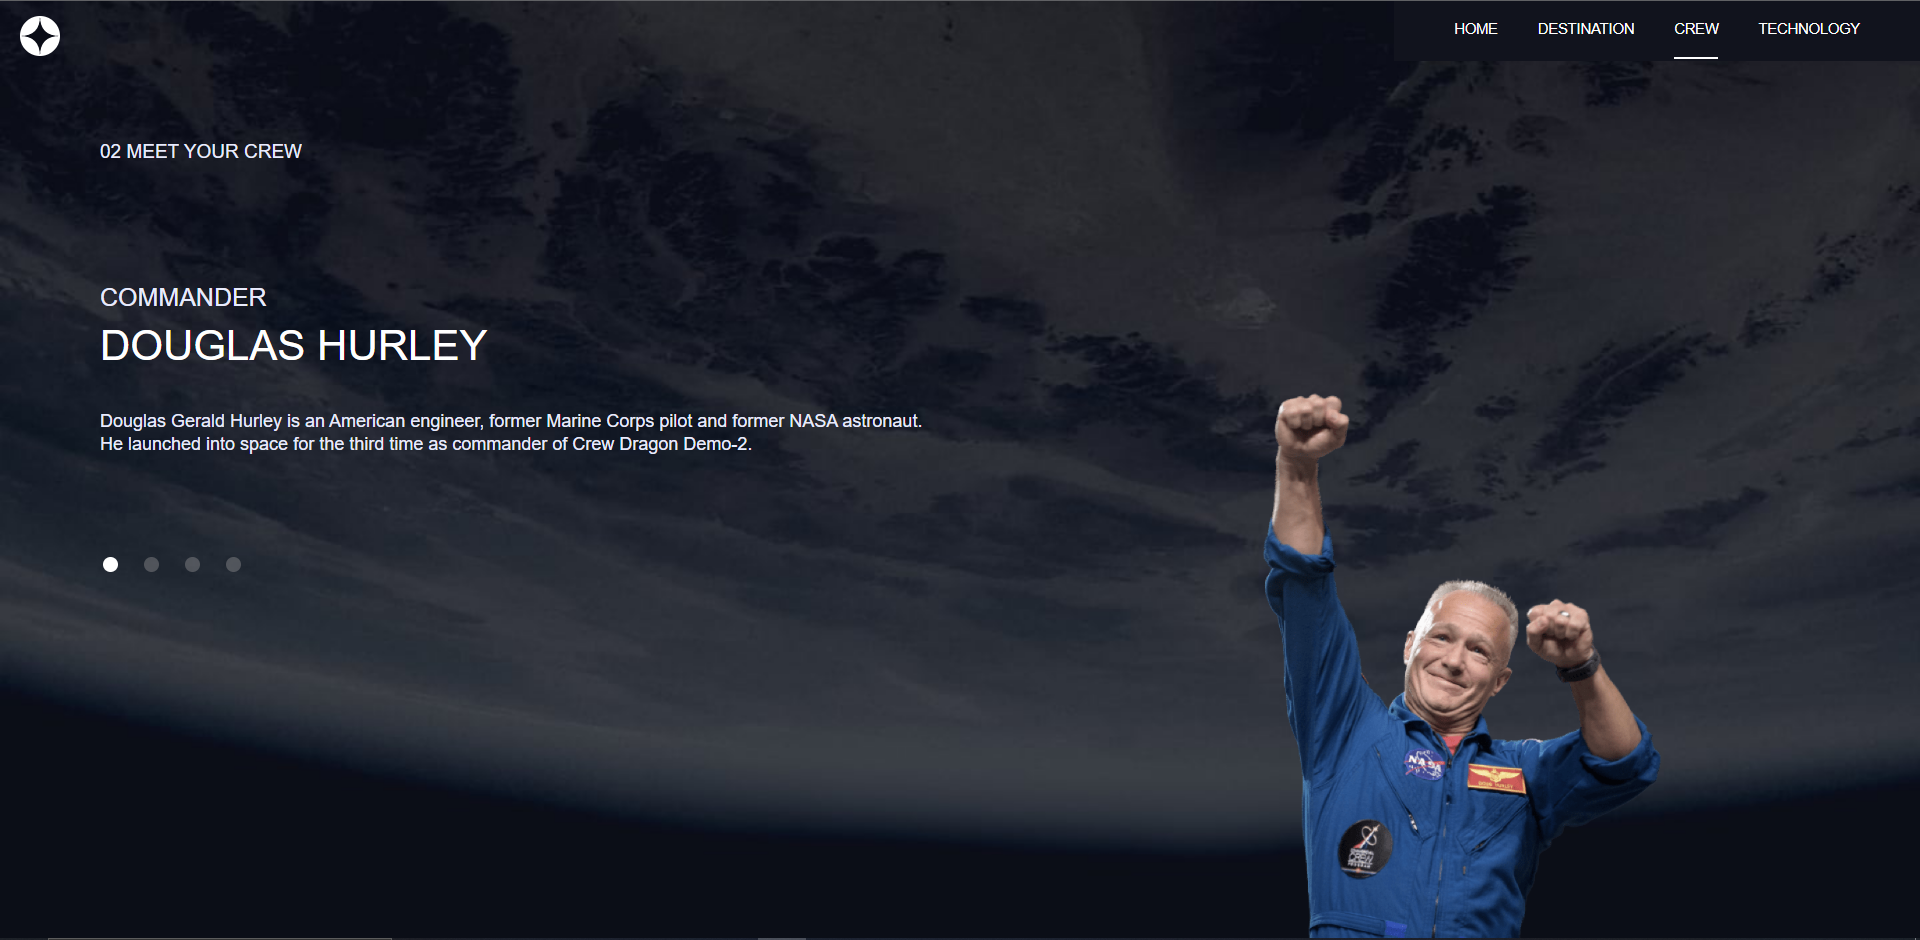 HOME DESTINATION CREW TECHNOLOGY
02 MEET YOUR CREW
COMMANDER
DOUGLAS HURLEY
Douglas Gerald Hurley is an American engineer, former Marine Corps pilot and former NASA astronaut.
He launched into space for the third time as commander of Crew Dragon Demo-2.
NASA
CREW